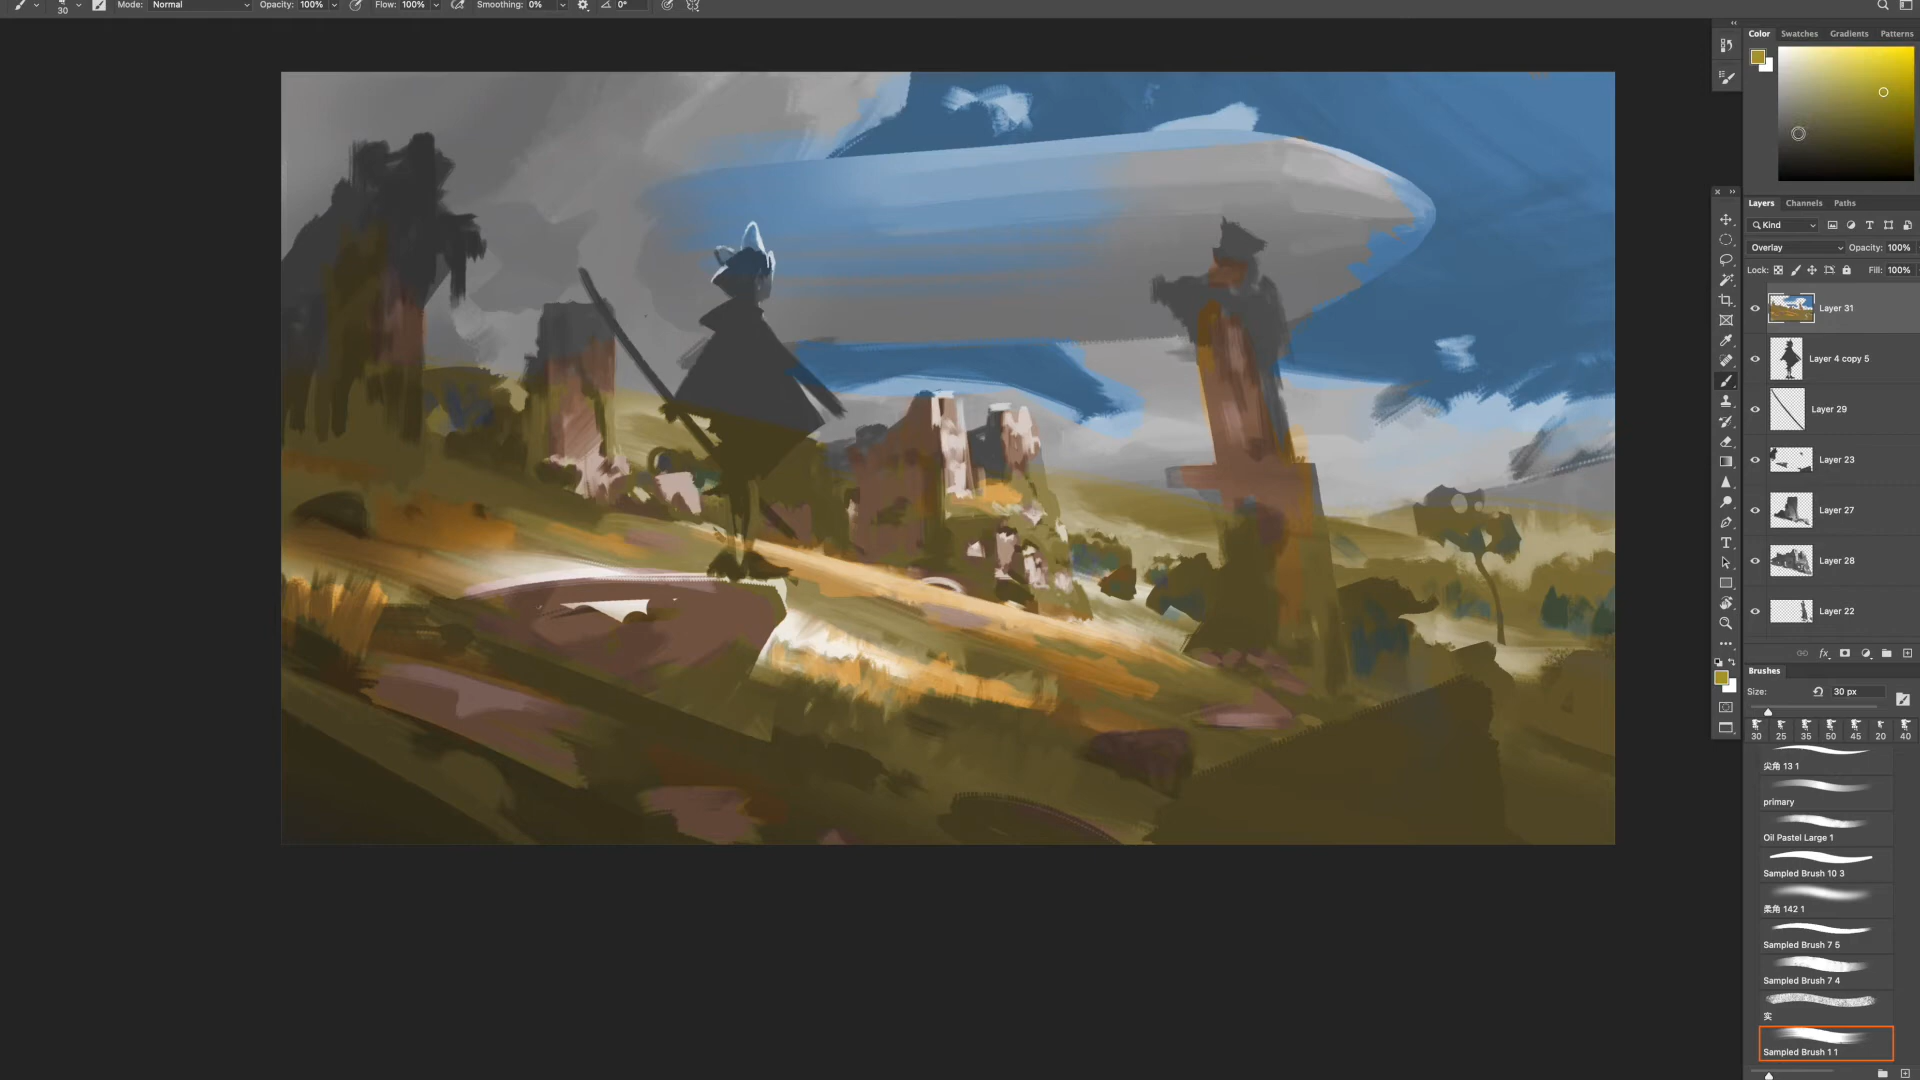 30 Mode: Normal Opacity: 100% Flow: 100% Smoothing: 0% 0°
Color Swatches Gradients Patterns
Layers Channels Paths
Kind
Overlay Opacity: 100%
Lock: Fill: 100%
Layer 31
Layer 4 copy 5
Layer 29
Layer 23
Layer 27
Layer 28
Layer 22
fx
Brushes
Size: 30 px
30 25 35 50 45 20 40
尖角 13 1
primary
Oil Pastel Large 1
Sampled Brush 10 3
柔角 142 1
Sampled Brush 7 5
Sampled Brush 7 4
实
Sampled Brush 1 1